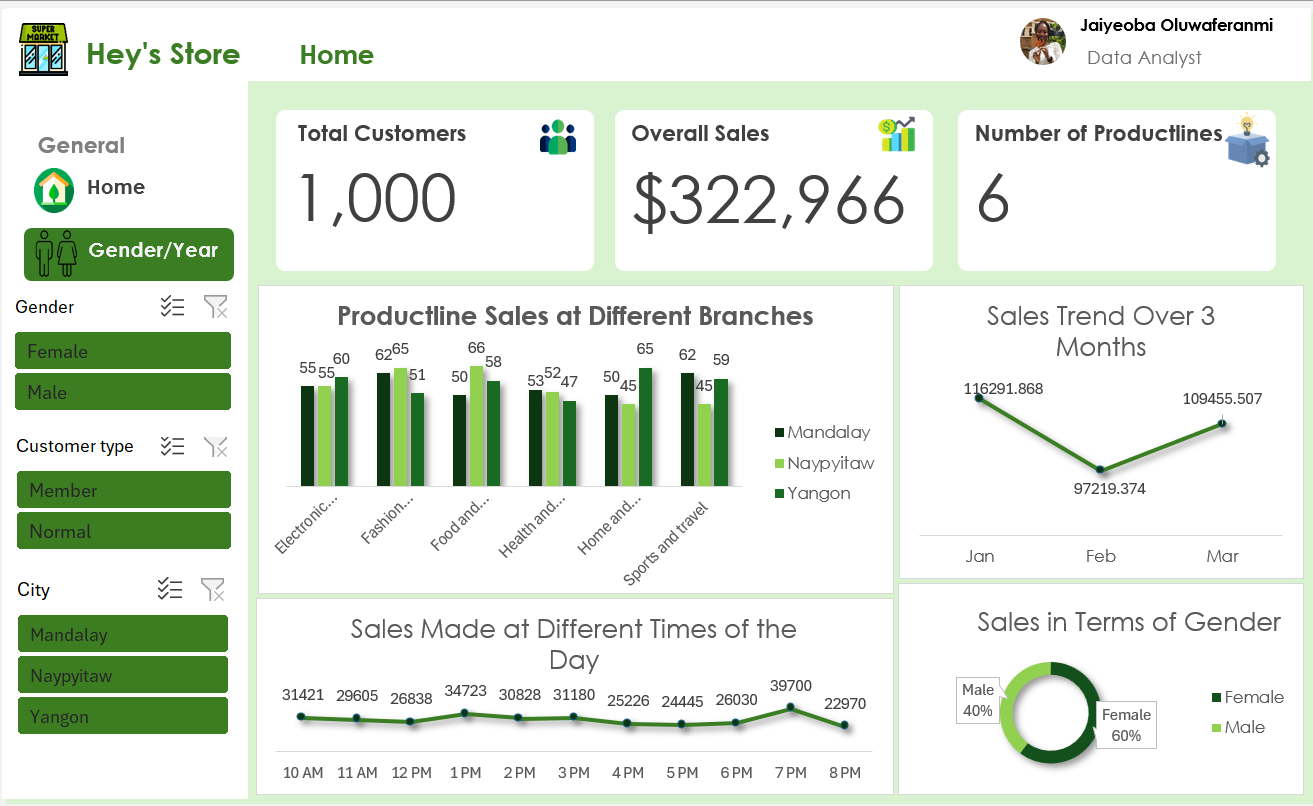 SUPER
MARKET
Hey's Store
Home
Jaiyeoba Oluwaferanmi
Data Analyst
General
Home
Gender/Year
Gender
Female
Male
Customer type
Member
Normal
City
Mandalay
Naypyitaw
Yangon
Total Customers
1,000
Overall Sales
$
$322,966
Number of Productlines
6
Productline Sales at Different Branches
55 55 60 62 65 51 50 66 58 53 52 47 50 45 65 62 45 59
Electronic... Fashion... Food and... Health and... Home and... Sports and travel
Mandalay
Naypyitaw
Yangon
Sales Trend Over 3
Months
116291.868
109455.507
97219.374
Jan Feb Mar
Sales Made at Different Times of the
Day
31421 29605 26838 34723 30828 31180 25226 24445 26030 39700 22970
10 AM 11 AM 12 PM 1 PM 2 PM 3 PM 4 PM 5 PM 6 PM 7 PM 8 PM
Sales in Terms of Gender
Male
40%
Female
60%
Female
Male